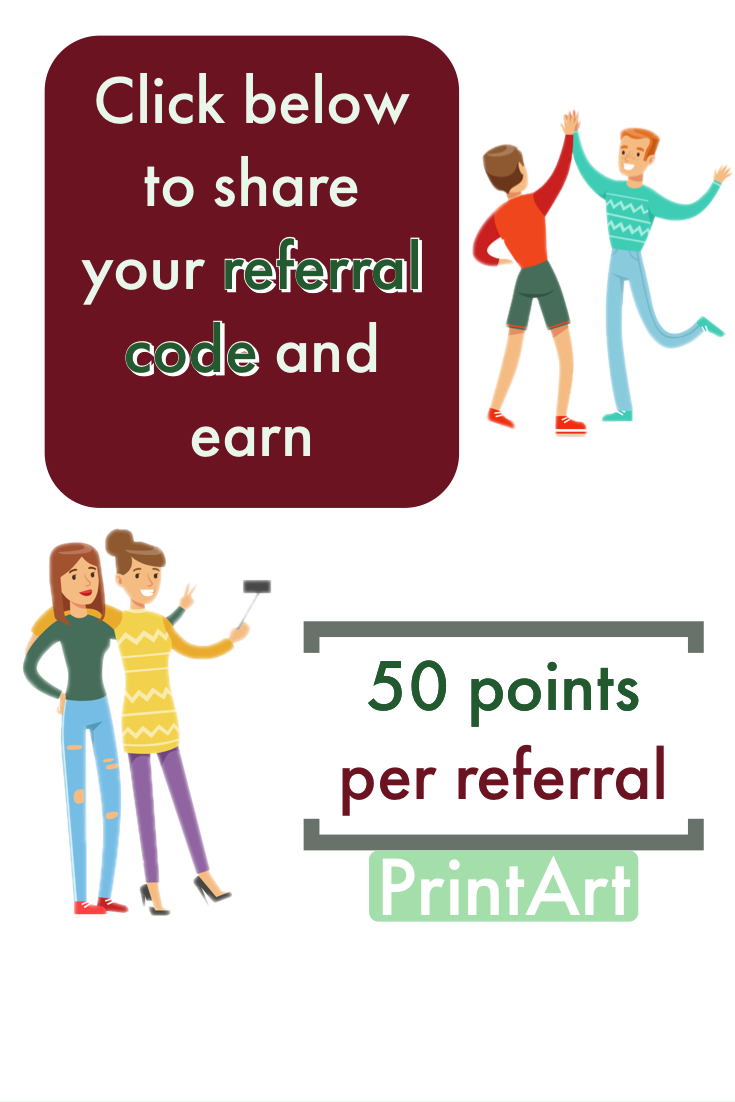 Click below
to share
your referral
code and
earn
50 points
per referral
PrintArt